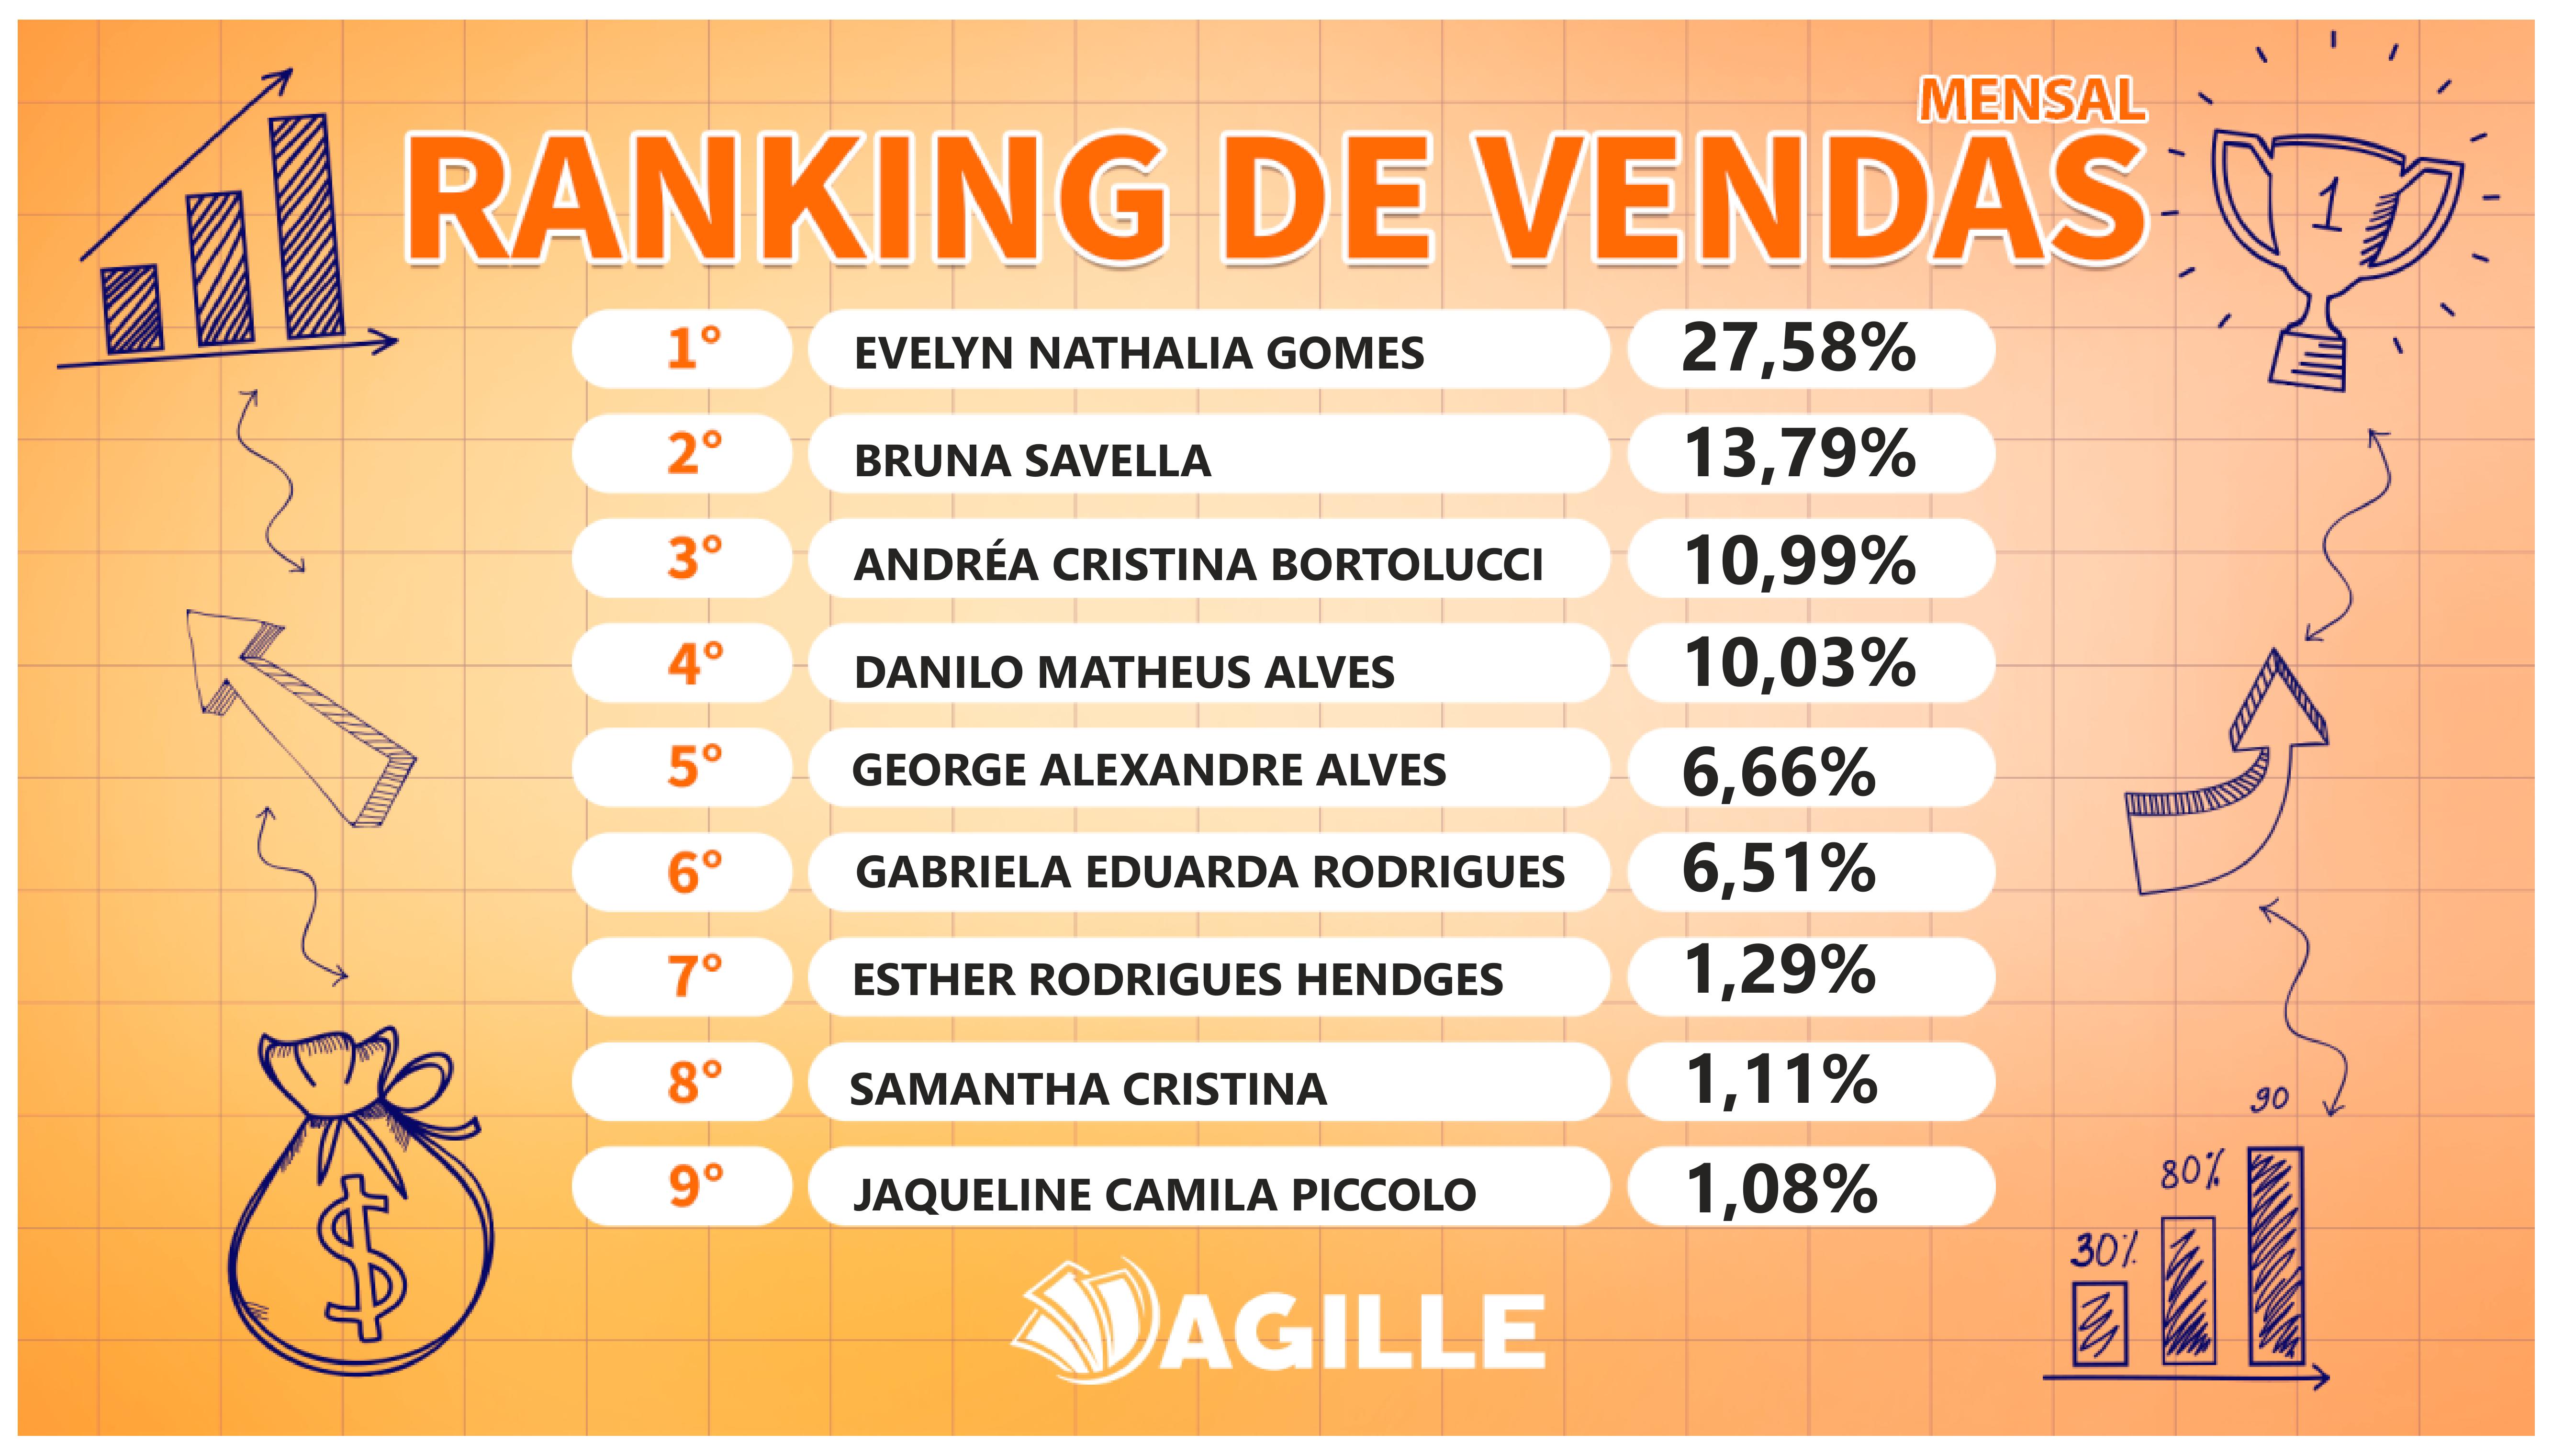 MENSAL
RANKING DE VENDAS
1
1° EVELYN NATHALIA GOMES 27,58%
2° BRUNA SAVELLA 13,79%
3° ANDRÉA CRISTINA BORTOLUCCI 10,99%
4° DANILO MATHEUS ALVES 10,03%
5° GEORGE ALEXANDRE ALVES 6,66%
6° GABRIELA EDUARDA RODRIGUES 6,51%
7° ESTHER RODRIGUES HENDGES 1,29%
8° SAMANTHA CRISTINA 1,11%
9° JAQUELINE CAMILA PICCOLO 1,08%
90
80%
30%
$
AGILLE